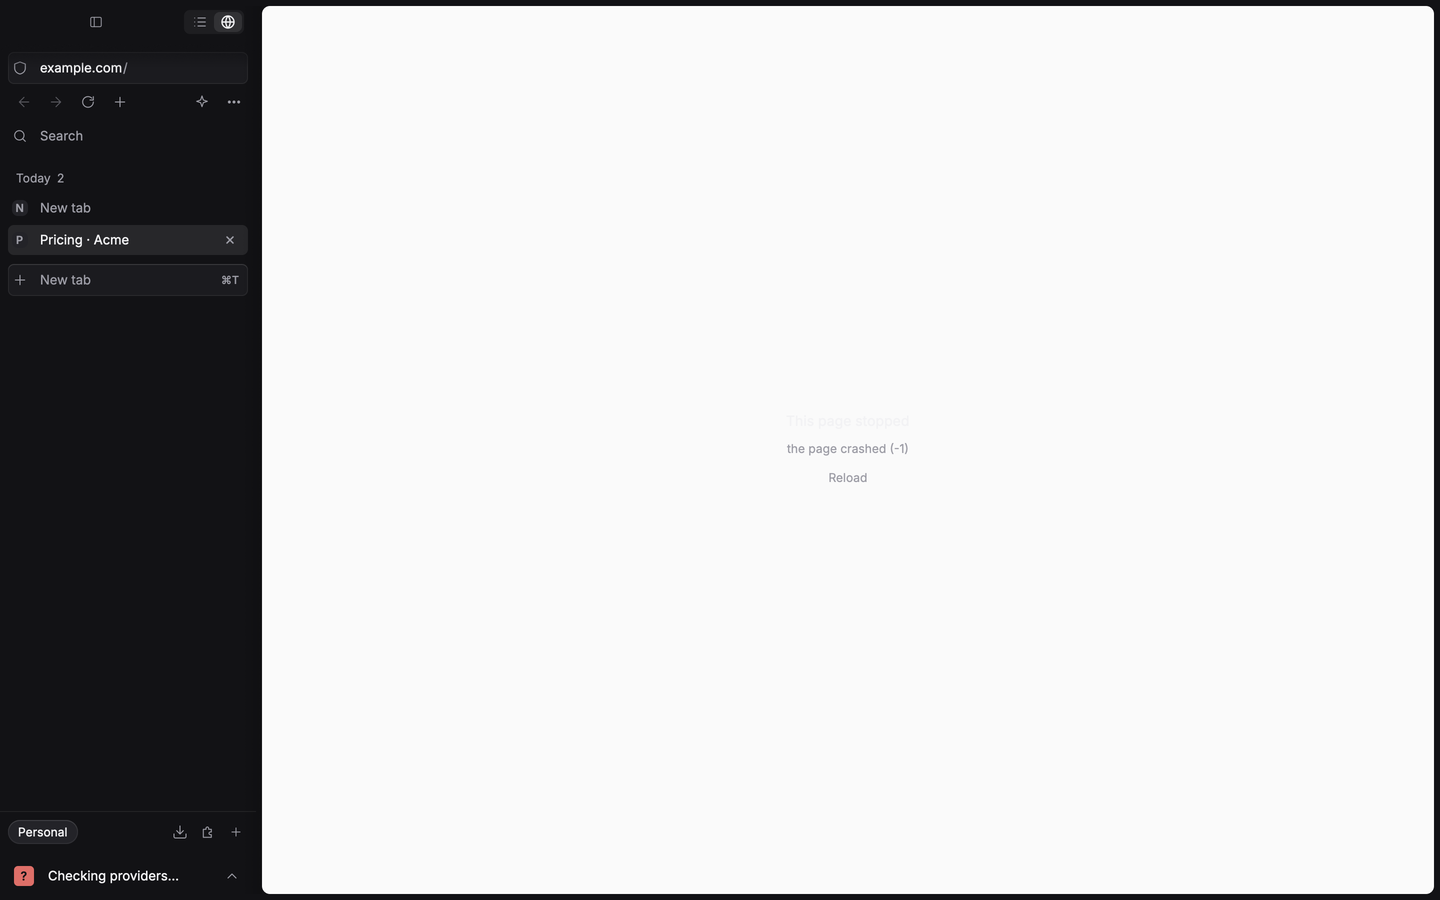 example.com/
Search
Today 2
N New tab
P Pricing · Acme
New tab ⌘T
This page stopped
the page crashed (-1)
Reload
Personal
? Checking providers...